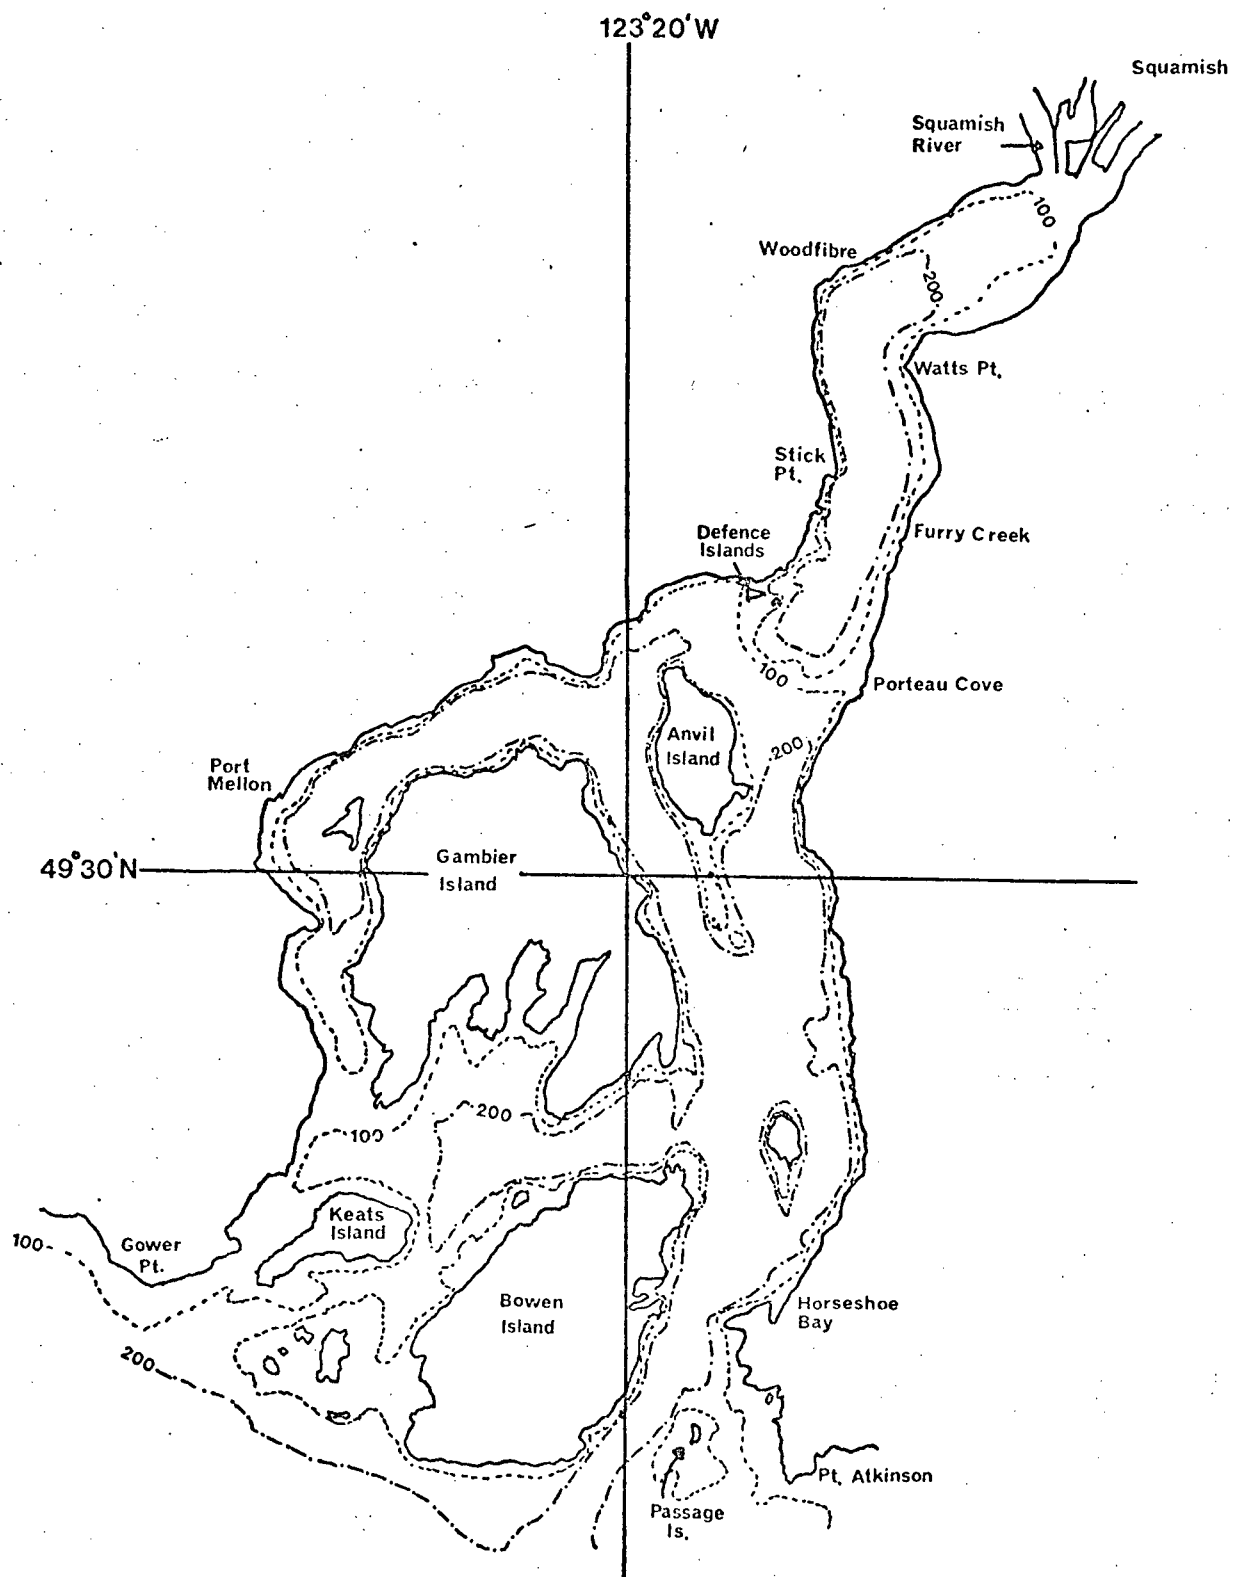 123°20'W
Squamish
Squamish
River
100
Woodfibre
200
Watts Pt.
Stick
Pt.
Defence
Islands
Furry Creek
100
Porteau Cove
Anvil
Island
200
Port
Mellon
49°30'N
Gambier
Island
200
100
Keats
Island
Gower
Pt.
100
Bowen
Island
Horseshoe
Bay
200
Pt. Atkinson
Passage
Is.